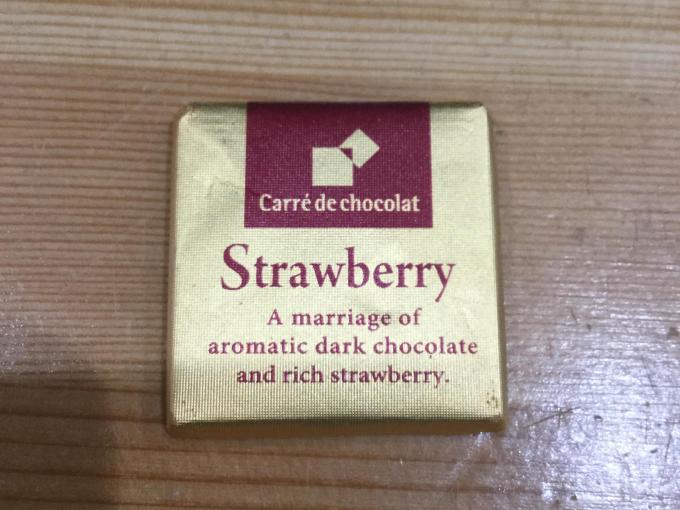 Carré de chocolat
Strawberry
A marriage of
aromatic dark chocolate
and rich strawberry.